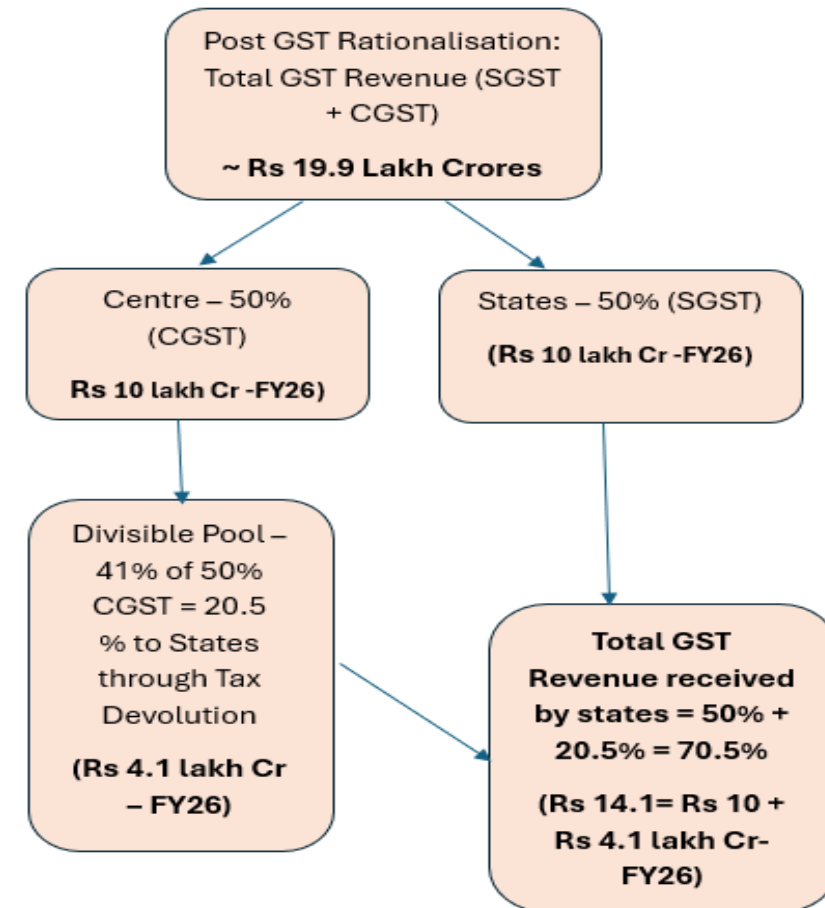 Post GST Rationalisation:
Total GST Revenue (SGST
+ CGST)
~ Rs 19.9 Lakh Crores
Centre – 50%
(CGST)
Rs 10 lakh Cr -FY26)
States – 50% (SGST)
(Rs 10 lakh Cr -FY26)
Divisible Pool –
41% of 50%
CGST = 20.5
% to States
through Tax
Devolution
(Rs 4.1 lakh Cr
– FY26)
Total GST
Revenue received
by states = 50% +
20.5% = 70.5%
(Rs 14.1= Rs 10 +
Rs 4.1 lakh Cr-
FY26)